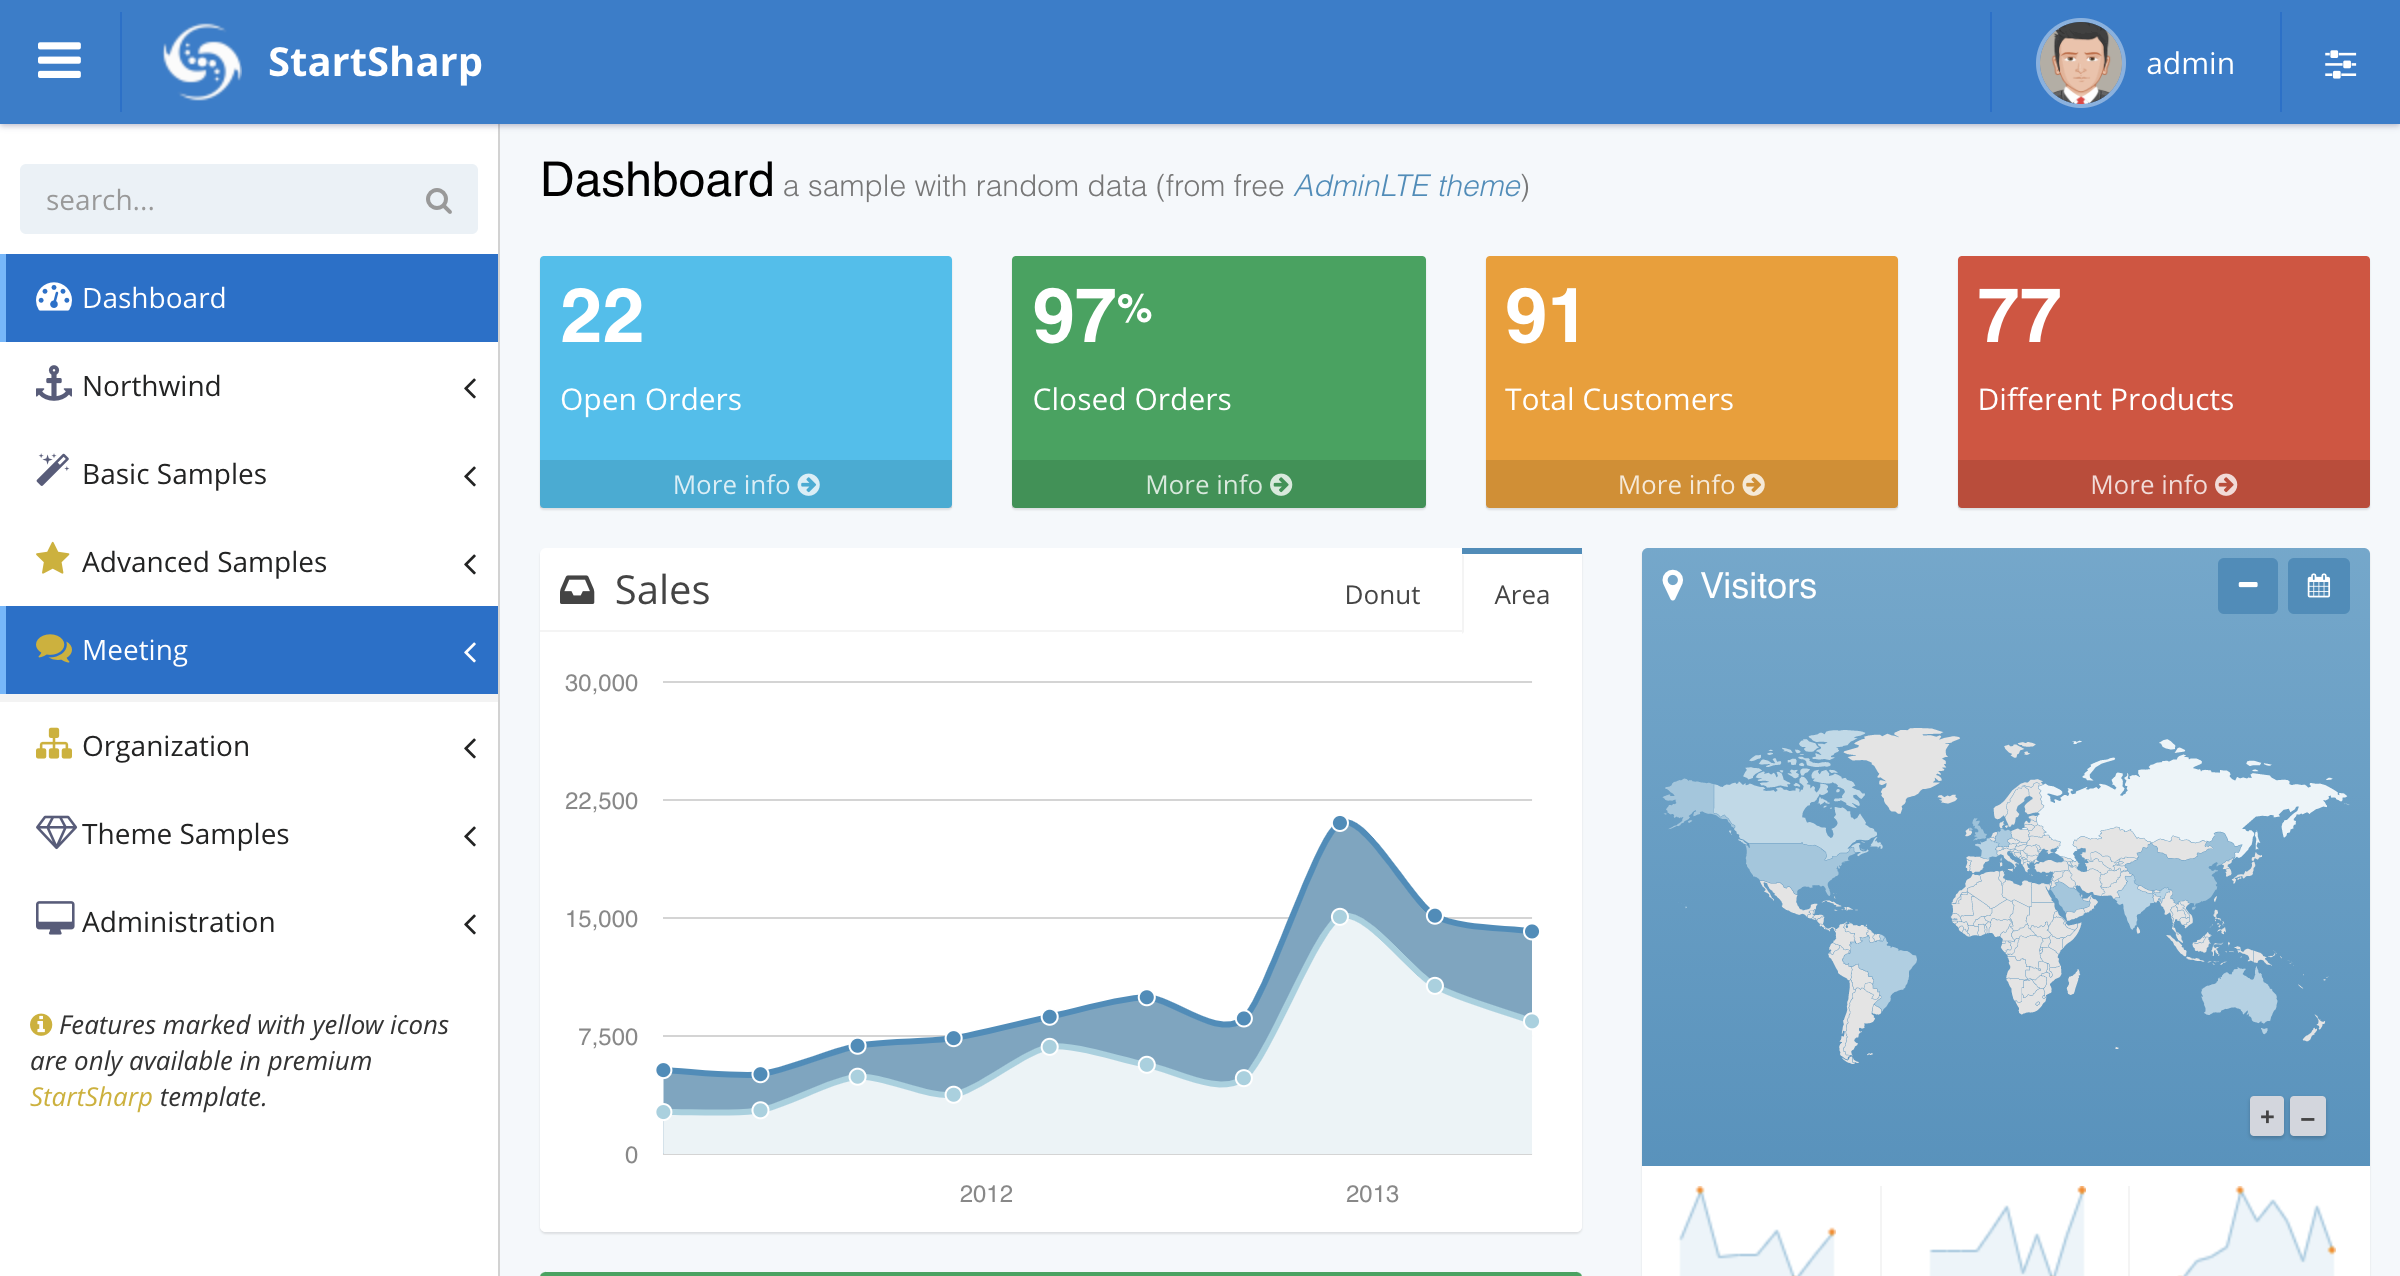 StartSharp
admin
search...
Dashboard
Northwind
Basic Samples
Advanced Samples
Meeting
Organization
Theme Samples
Administration
Features marked with yellow icons
are only available in premium
StartSharp template.
Dashboard a sample with random data (from free AdminLTE theme)
22
Open Orders
More info
97%
Closed Orders
More info
91
Total Customers
More info
77
Different Products
More info
Sales
Donut
Area
30,000
22,500
15,000
7,500
0
2012
2013
Visitors
+
−